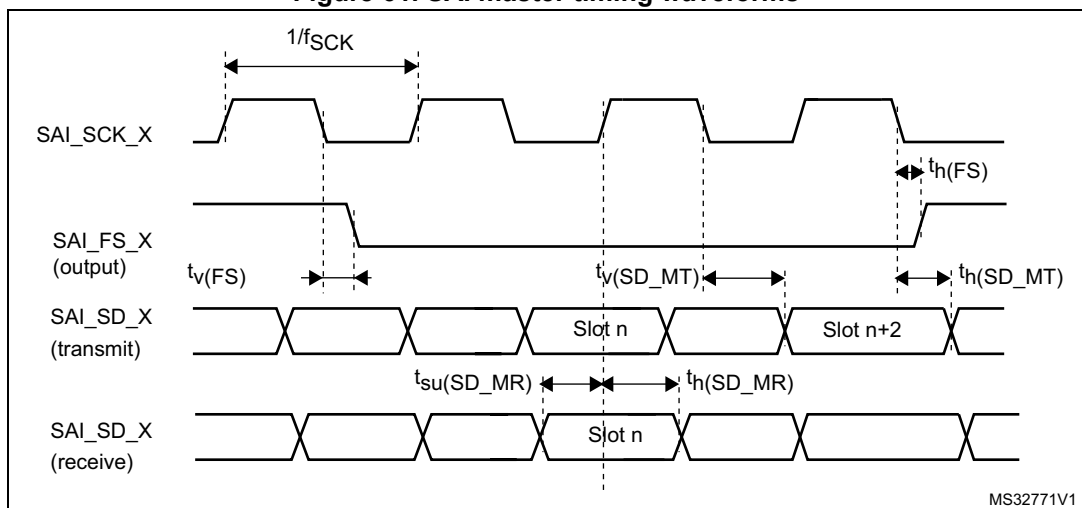 1/fSCK
SAI_SCK_X
th(FS)
SAI_FS_X
(output)
tv(FS)
tv(SD_MT)
th(SD_MT)
SAI_SD_X
(transmit)
Slot n
Slot n+2
tsu(SD_MR)
th(SD_MR)
SAI_SD_X
(receive)
Slot n
MS32771V1